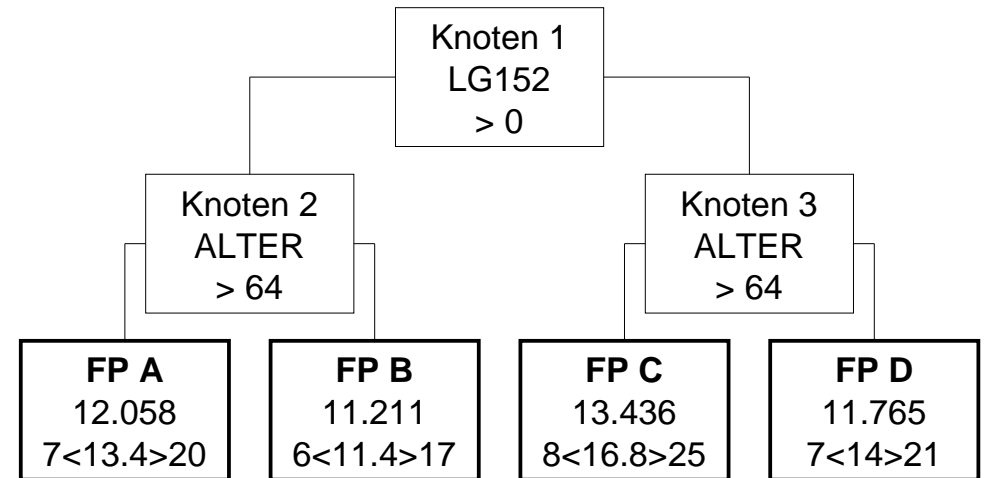 Knoten 1
LG152
> 0
Knoten 2
ALTER
> 64
Knoten 3
ALTER
> 64
FP A
12.058
7<13.4>20
FP B
11.211
6<11.4>17
FP C
13.436
8<16.8>25
FP D
11.765
7<14>21